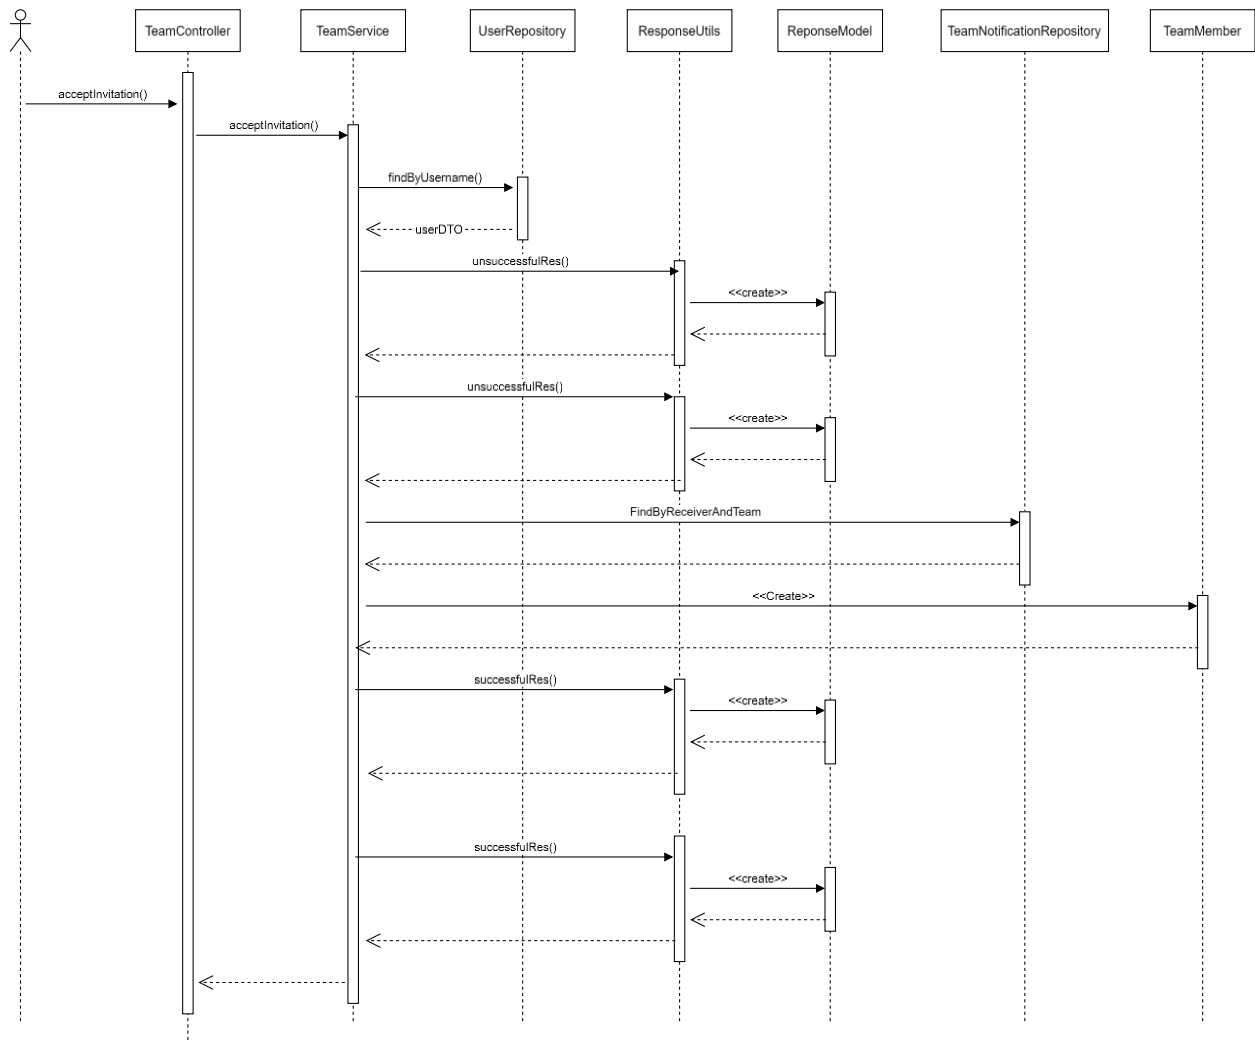 TeamController
TeamService
UserRepository
ResponseUtils
ReponseModel
TeamNotificationRepository
TeamMember
acceptInvitation()
acceptInvitation()
findByUsername()
userDTO
unsuccessfulRes()
<<create>>
unsuccessfulRes()
<<create>>
FindByReceiverAndTeam
<<Create>>
successfulRes()
<<create>>
successfulRes()
<<create>>